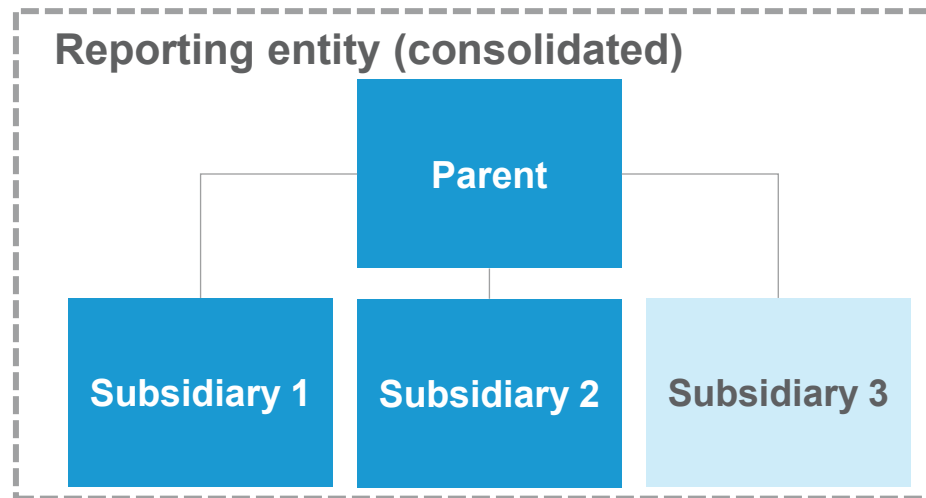 Reporting entity (consolidated)
Parent
Subsidiary 1
Subsidiary 2
Subsidiary 3